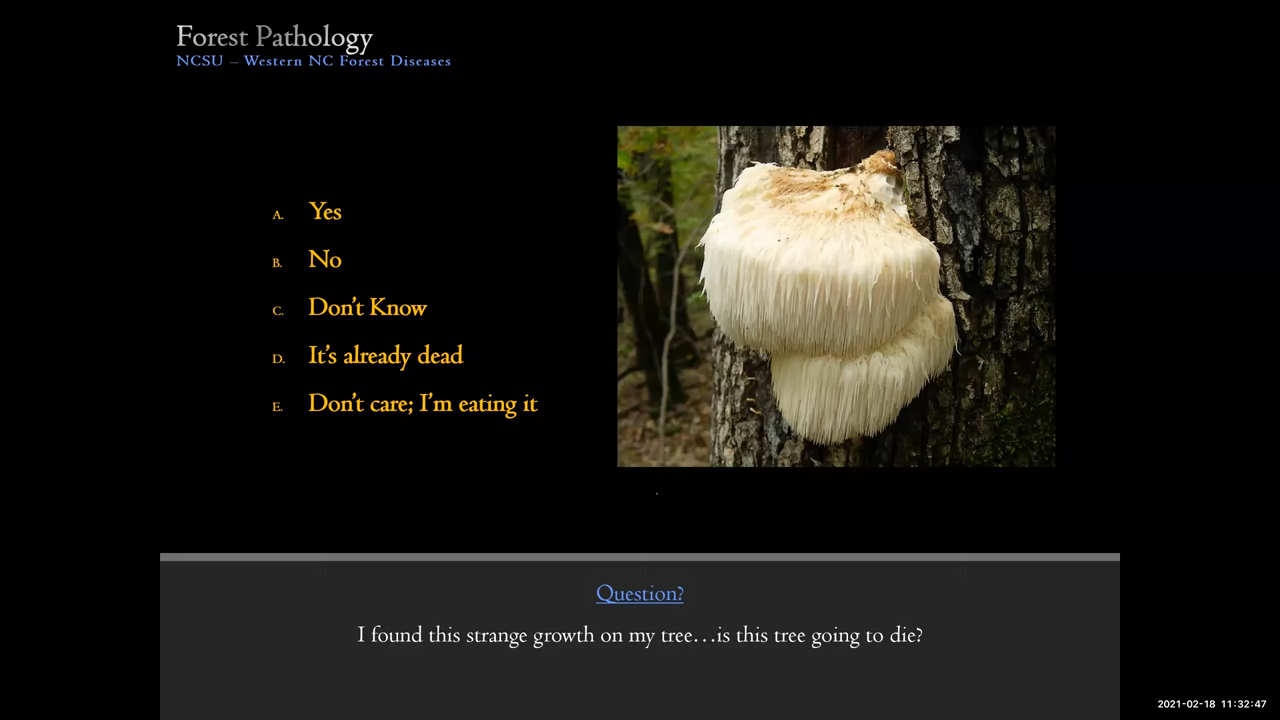 Forest Pathology
NCSU – Western NC Forest Diseases
A. Yes
B. No
C. Don't Know
D. It's already dead
E. Don't care; I'm eating it
Question?
I found this strange growth on my tree…is this tree going to die?
2021-02-18 11:32:47